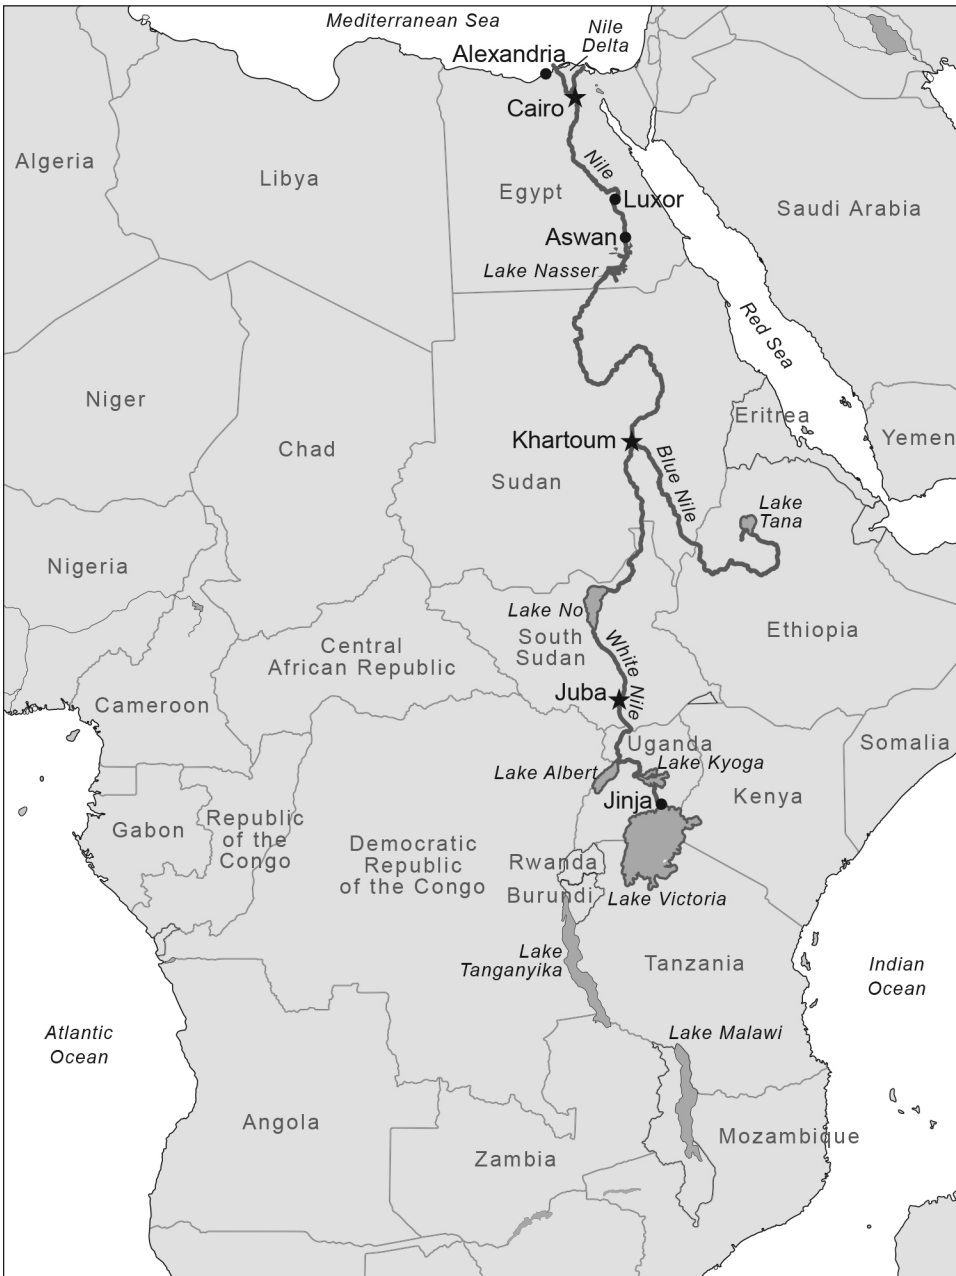 Mediterranean Sea
Nile
Delta
Alexandria
Cairo
Algeria
Libya
Nile
Egypt
Luxor
Saudi Arabia
Aswan
Lake Nasser
Red Sea
Niger
Eritrea
Yemen
Chad
Khartoum
Blue Nile
Sudan
Lake
Tana
Nigeria
Lake No
South
Sudan
White Nile
Ethiopia
Central
African Republic
Juba
Cameroon
Uganda
Somalia
Lake Albert
Lake Kyoga
Jinja
Kenya
Gabon
Republic
of the
Congo
Democratic
Republic
of the Congo
Rwanda
Burundi
Lake Victoria
Lake
Tanganyika
Tanzania
Indian
Ocean
Atlantic
Ocean
Lake Malawi
Angola
Mozambique
Zambia